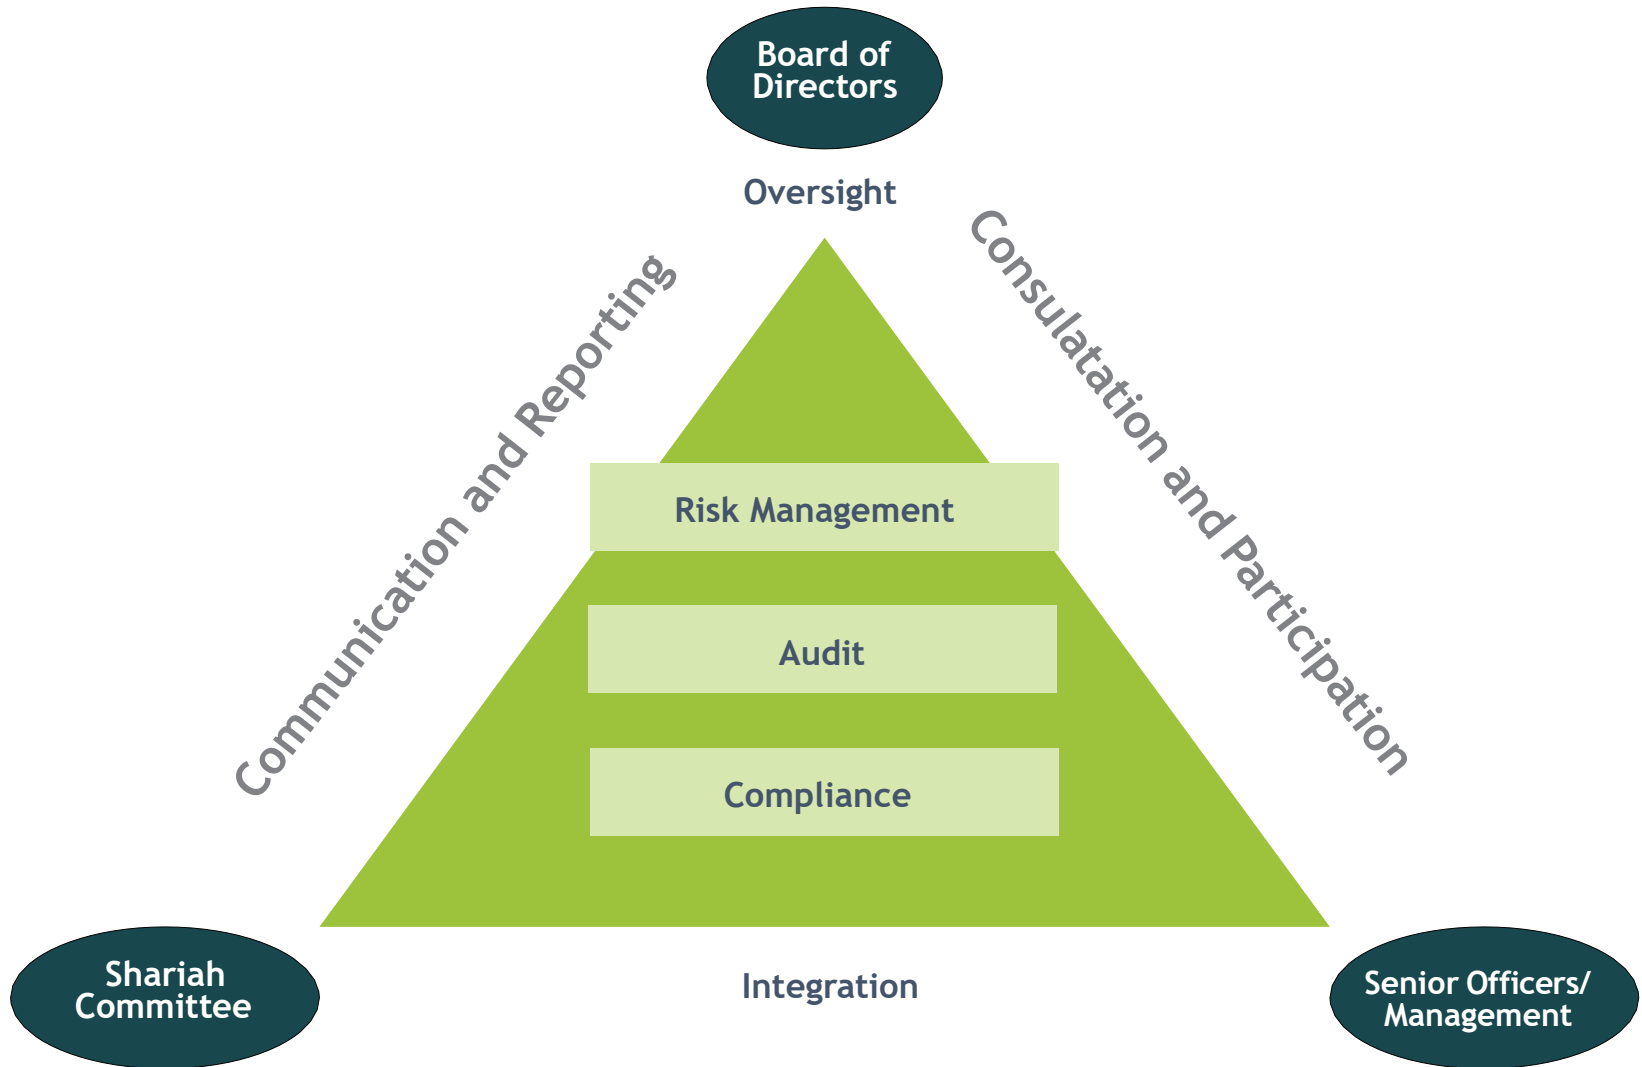 Board of
Directors
Oversight
Communication and Reporting
Consulatation and Participation
Risk Management
Audit
Compliance
Shariah
Committee
Integration
Senior Officers/
Management